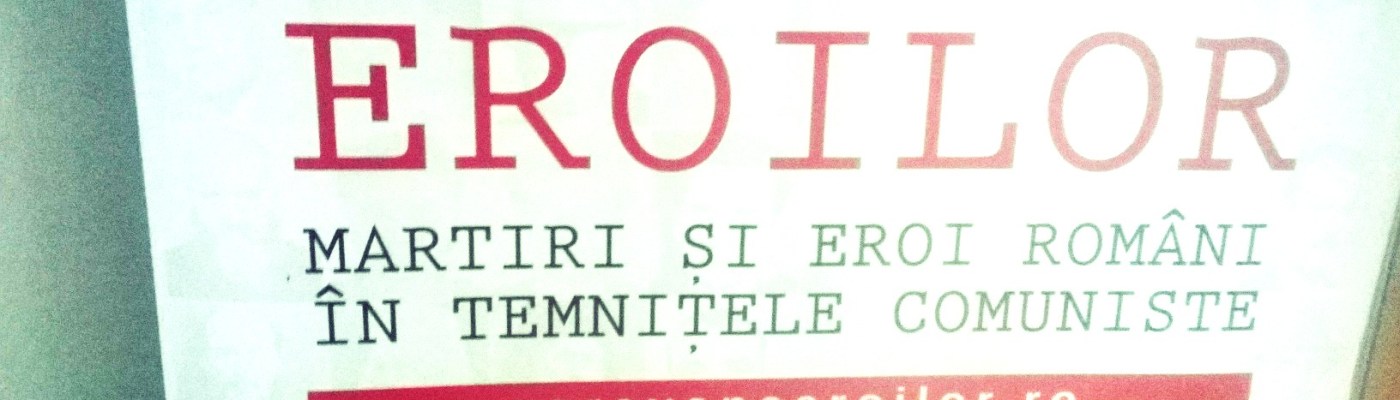 EROILOR
MARTIRI ȘI EROI ROMÂNI
ÎN TEMNIȚELE COMUNISTE